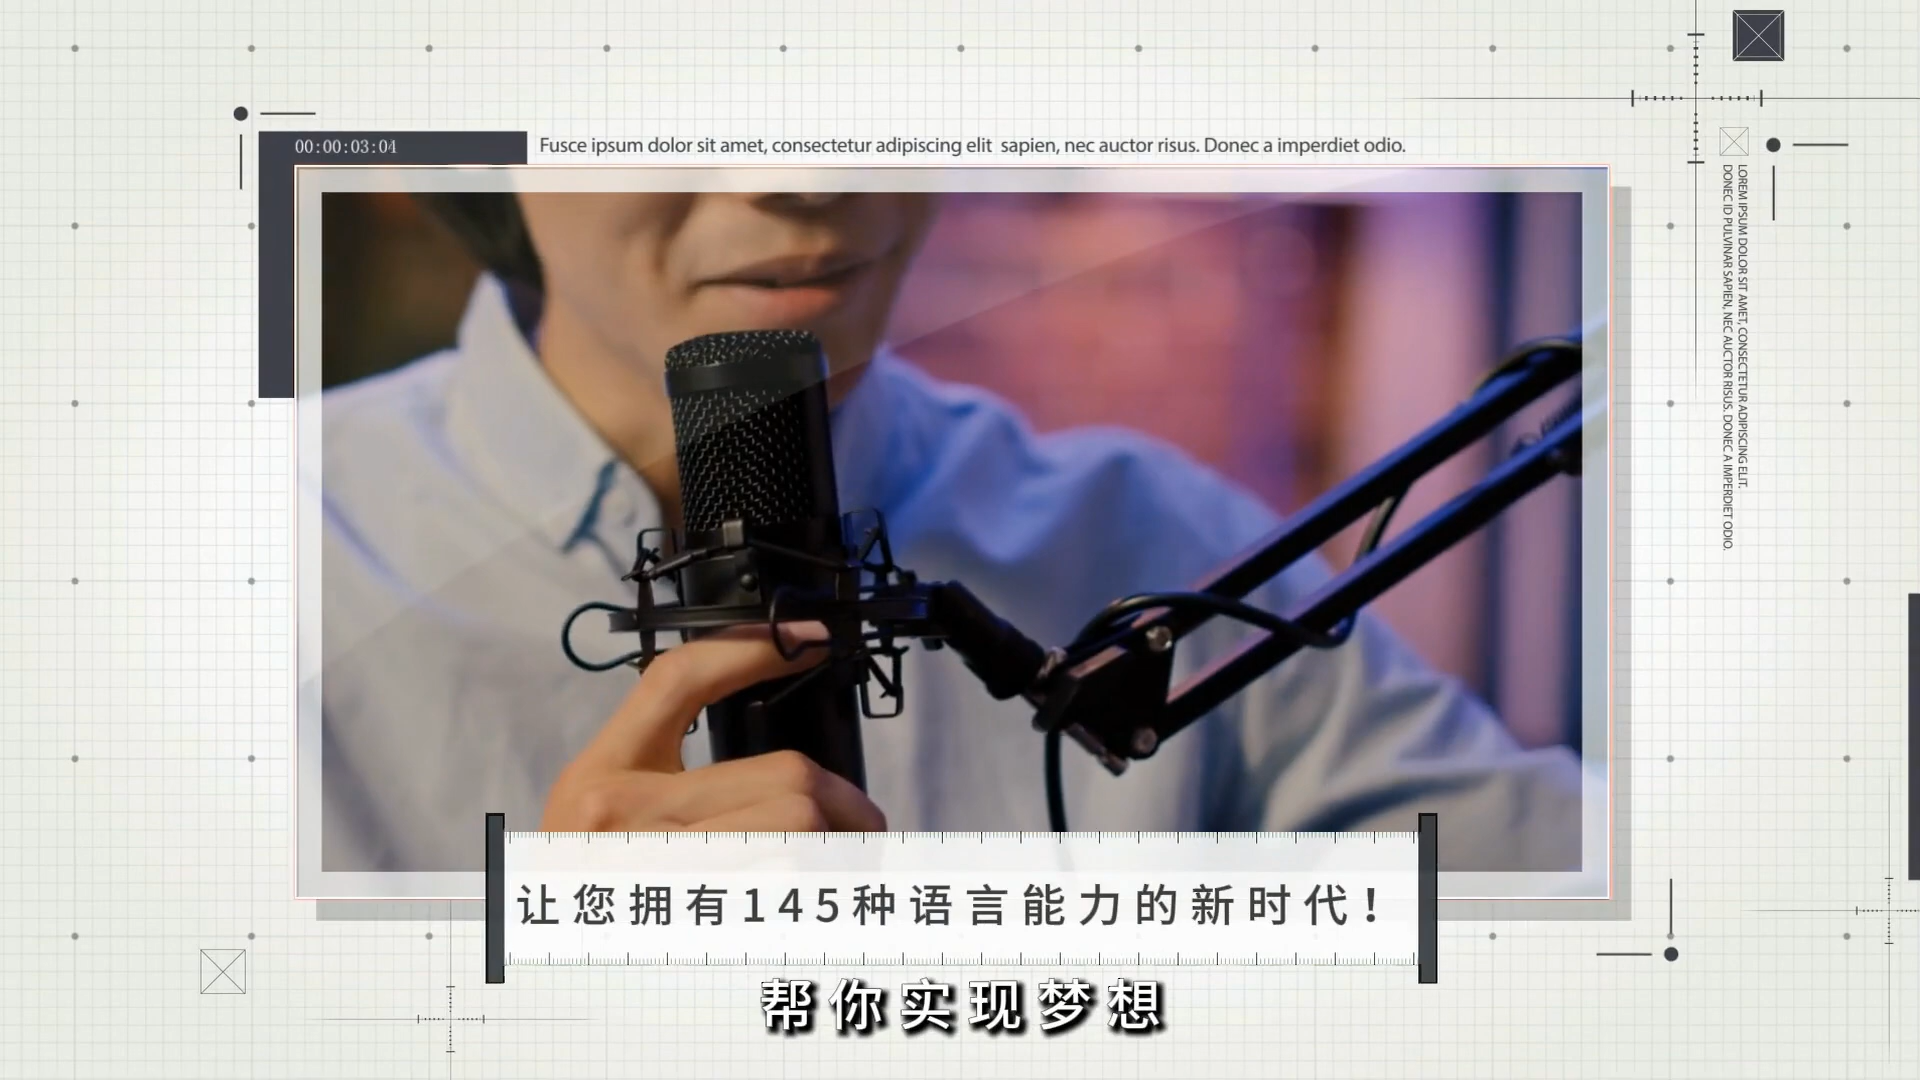 00:00:03:04
Fusce ipsum dolor sit amet, consectetur adipiscing elit  sapien, nec auctor risus. Donec a imperdiet odio.
LOREM IPSUM DOLOR SIT AMET, CONSECTETUR ADIPISCING ELIT.
DONEC ID PULVINAR SAPIEN, NEC AUCTOR RISUS. DONEC A IMPERDIET ODIO.
让您拥有145种语言能力的新时代！
帮你实现梦想